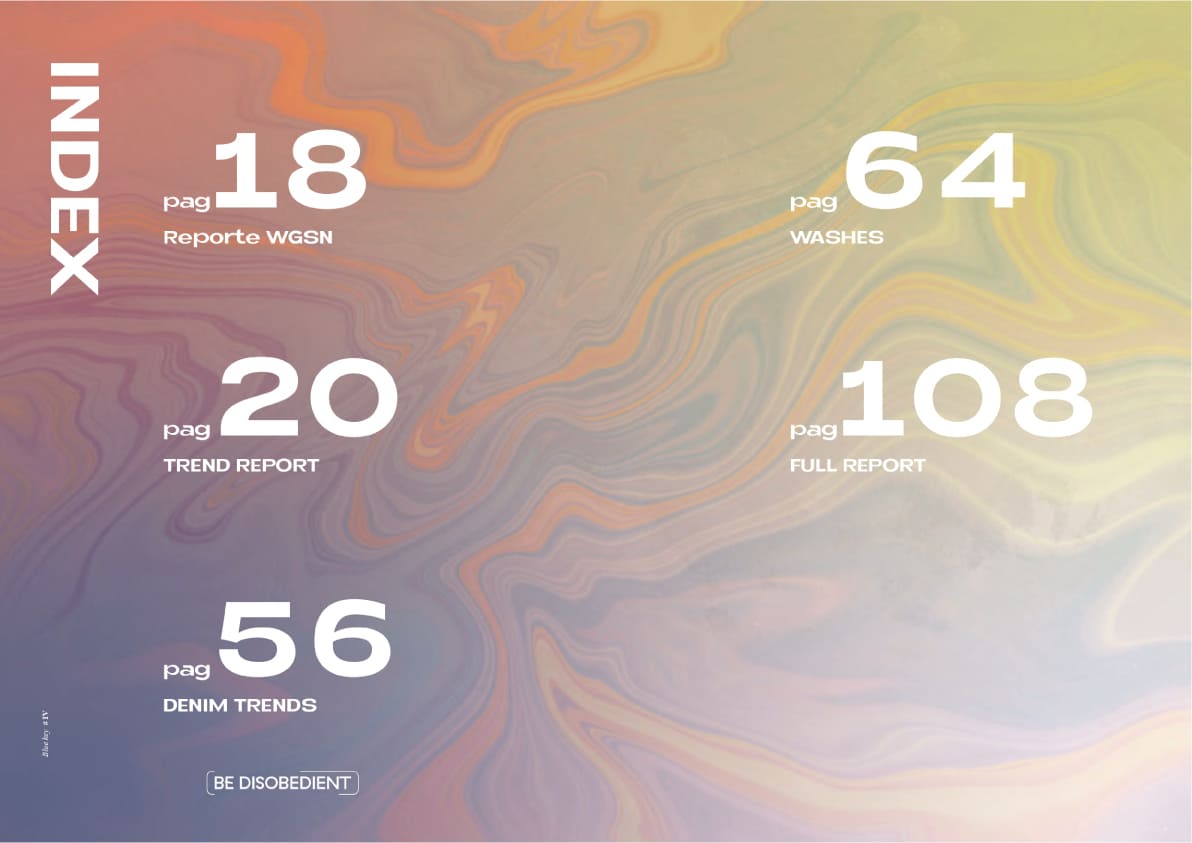 INDEX
pag 18
Reporte WGSN
pag 20
TREND REPORT
pag 56
DENIM TRENDS
pag 64
WASHES
pag 108
FULL REPORT
Blue key #1V
BE DISOBEDIENT